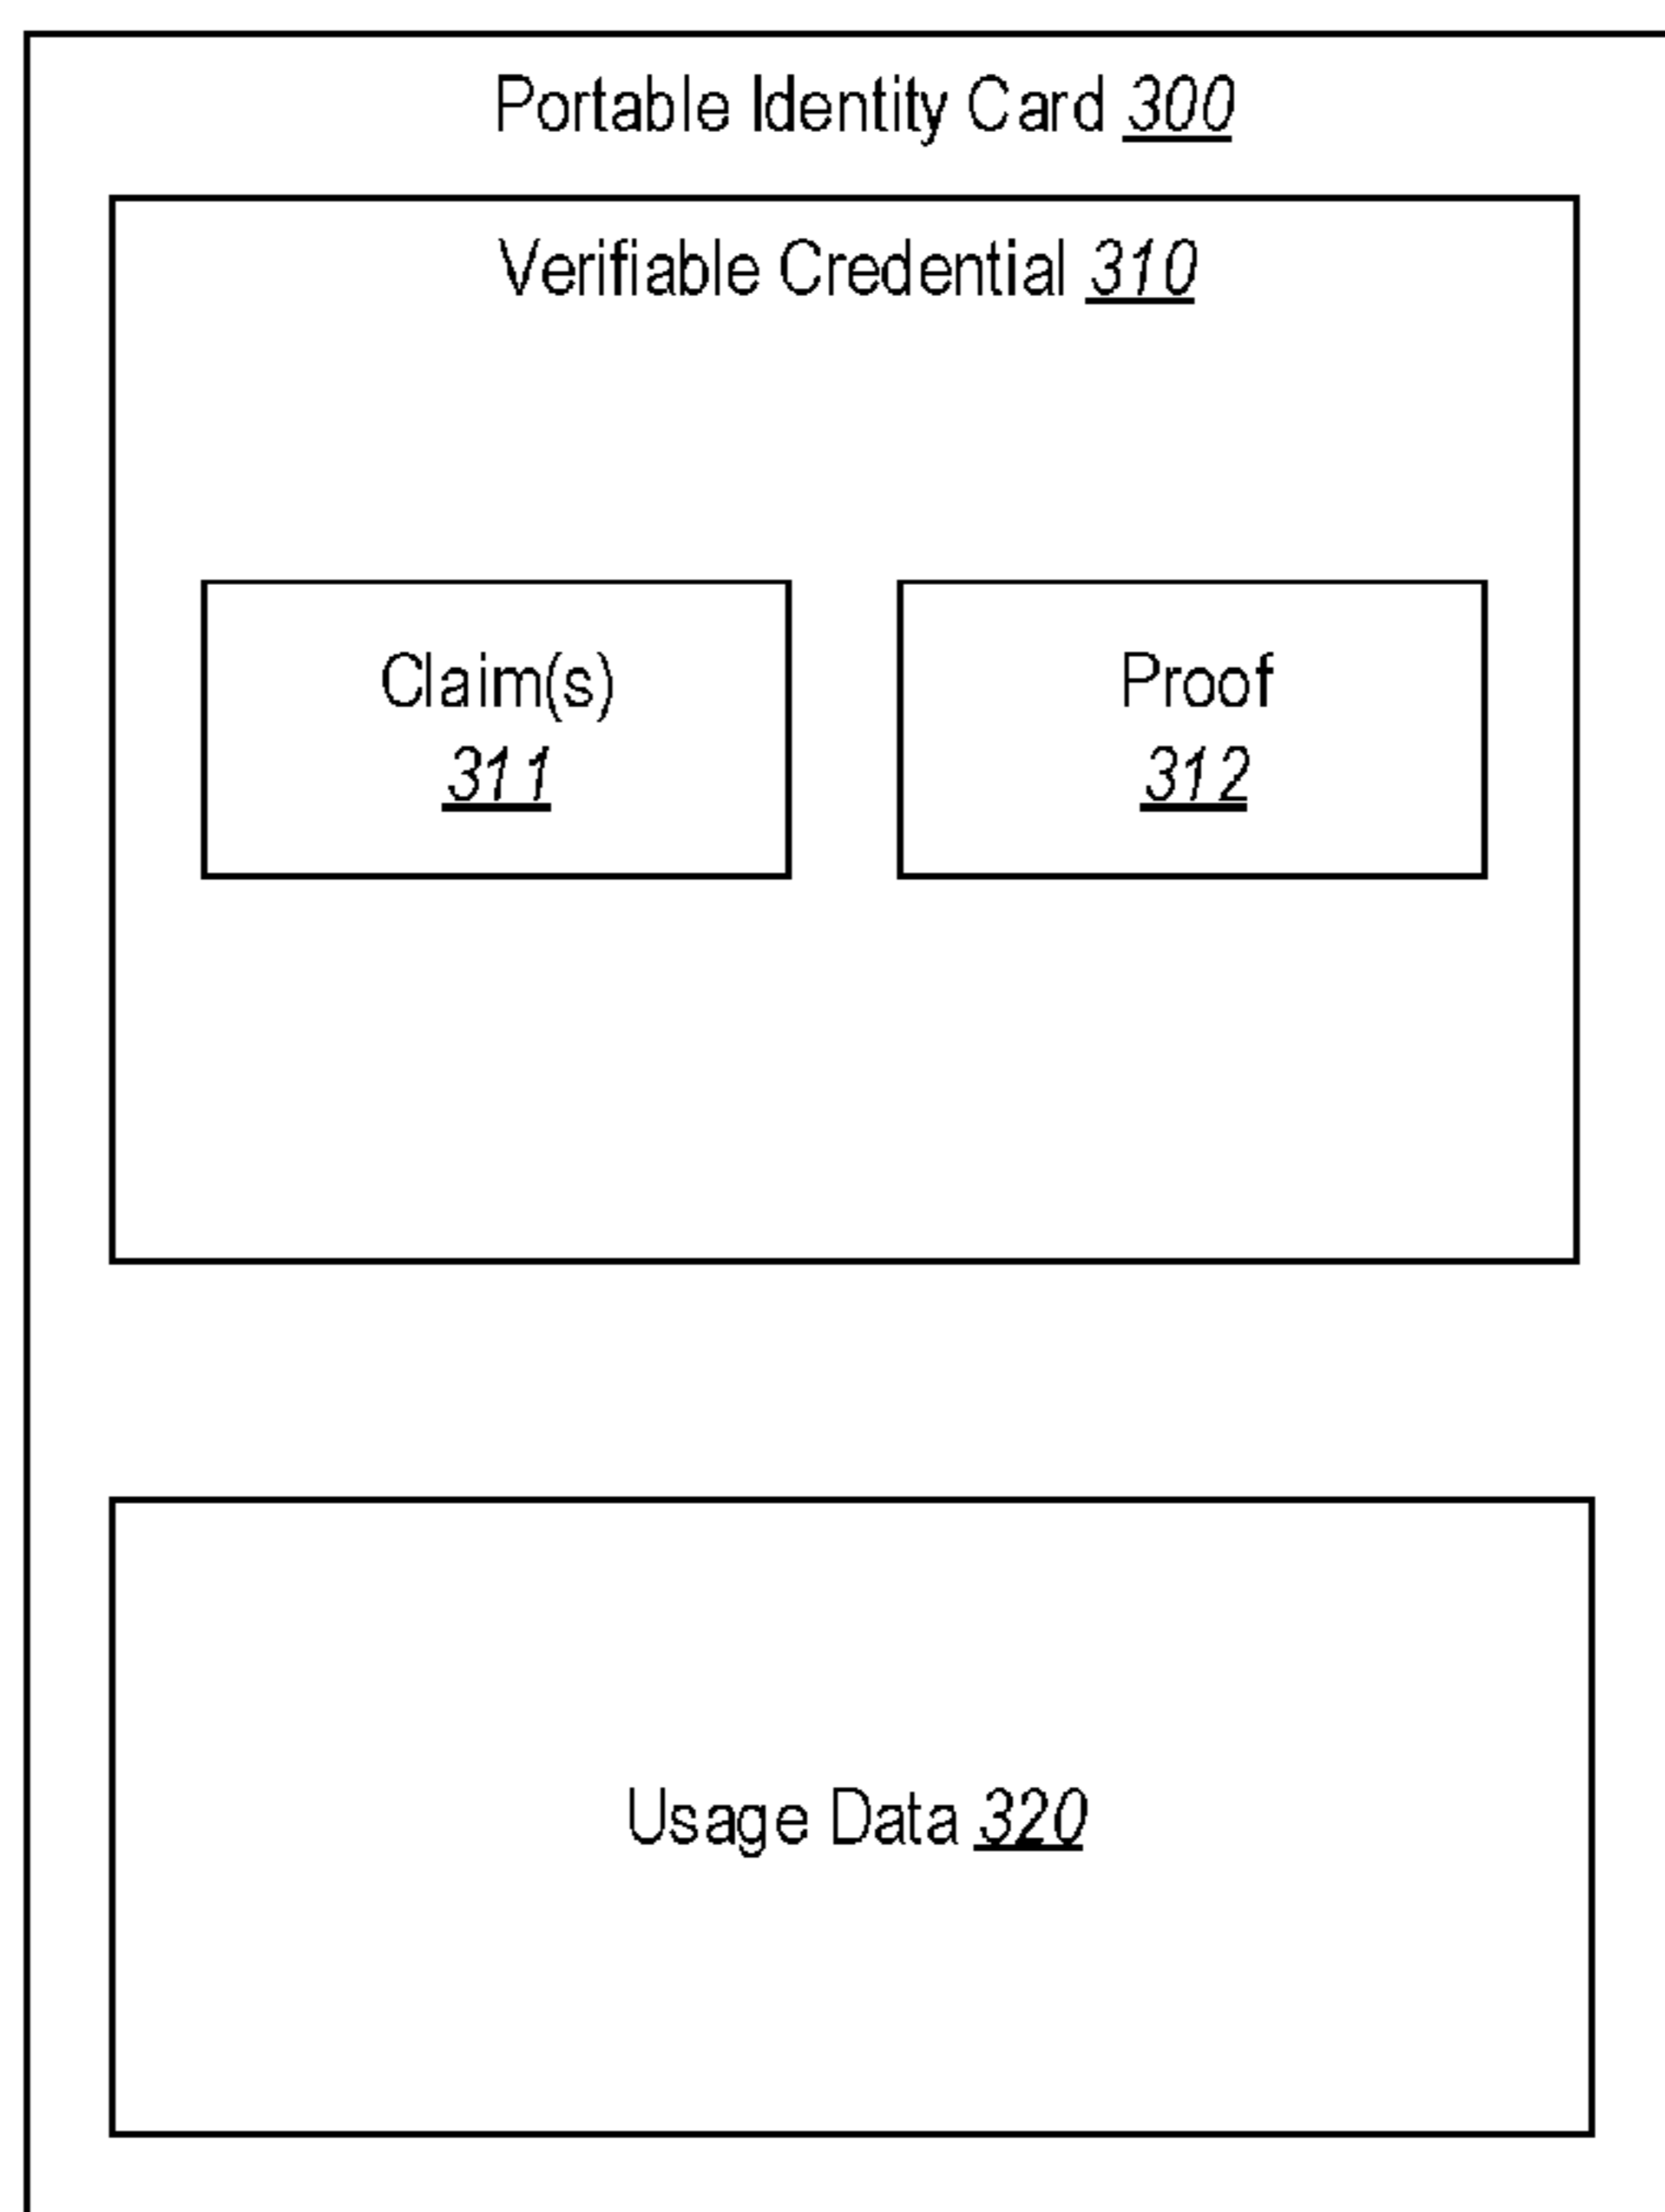 Portable Identity Card 300
Verifiable Credential 310
Claim(s)
311
Proof
312
Usage Data 320